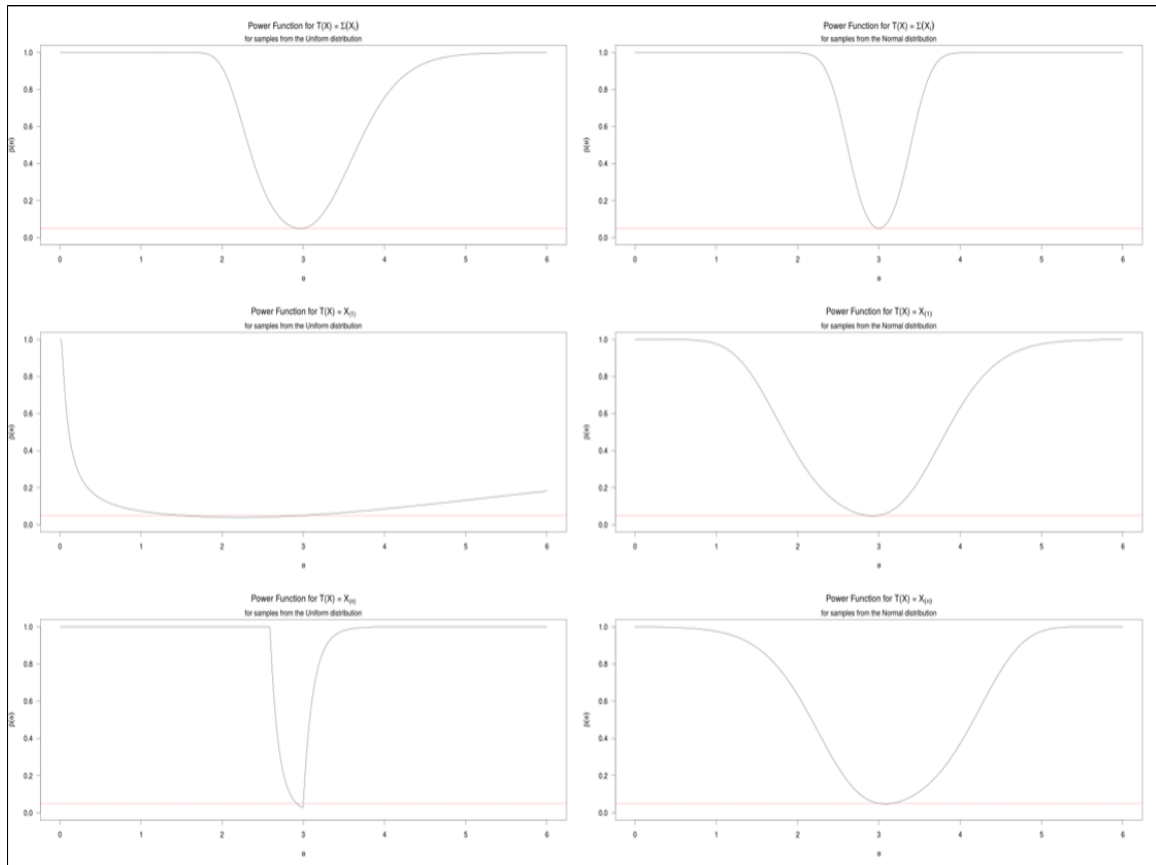 Power Function for T(X) = Σ(Xᵢ)
for samples from the Uniform distribution
1.0
0.8
0.6
0.4
0.2
0.0
β(θ)
0 1 2 3 4 5 6
θ
Power Function for T(X) = Σ(Xᵢ)
for samples from the Normal distribution
1.0
0.8
0.6
0.4
0.2
0.0
β(θ)
0 1 2 3 4 5 6
θ
Power Function for T(X) = X₍₁₎
for samples from the Uniform distribution
1.0
0.8
0.6
0.4
0.2
0.0
β(θ)
0 1 2 3 4 5 6
θ
Power Function for T(X) = X₍₁₎
for samples from the Normal distribution
1.0
0.8
0.6
0.4
0.2
0.0
β(θ)
0 1 2 3 4 5 6
θ
Power Function for T(X) = X₍ₙ₎
for samples from the Uniform distribution
1.0
0.8
0.6
0.4
0.2
0.0
β(θ)
0 1 2 3 4 5 6
θ
Power Function for T(X) = X₍ₙ₎
for samples from the Normal distribution
1.0
0.8
0.6
0.4
0.2
0.0
β(θ)
0 1 2 3 4 5 6
θ